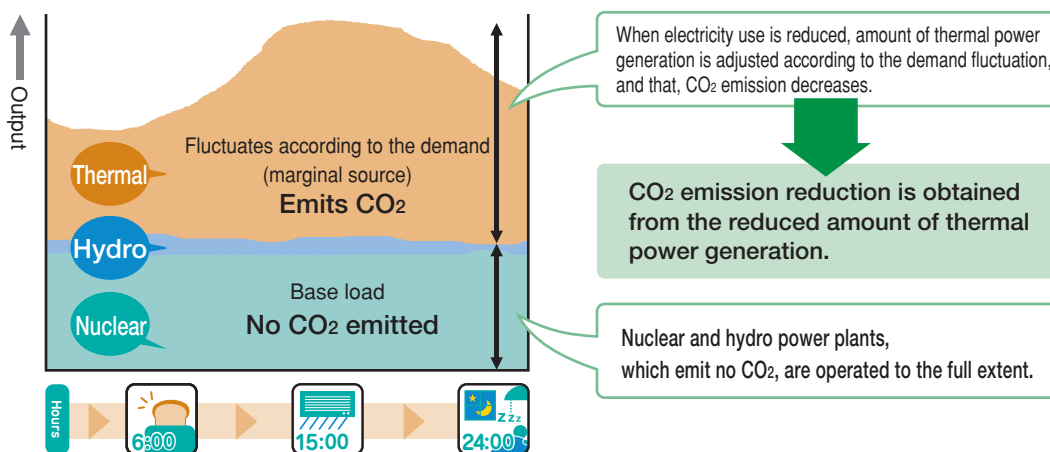 Output
Thermal
Hydro
Nuclear
Fluctuates according to the demand
(marginal source)
Emits CO₂
Base load
No CO₂ emitted
When electricity use is reduced, amount of thermal power
generation is adjusted according to the demand fluctuation,
and that, CO₂ emission decreases.
CO₂ emission reduction is obtained
from the reduced amount of thermal
power generation.
Nuclear and hydro power plants,
which emit no CO₂, are operated to the full extent.
Hours
6:00
15:00
zzz
24:00